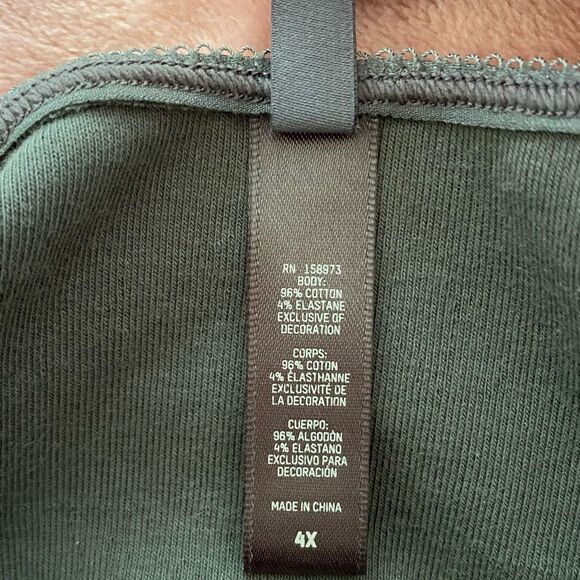 RN 158973
BODY:
96% COTTON
4% ELASTANE
EXCLUSIVE OF
DECORATION
CORPS:
96% COTON
4% ÉLASTHANNE
EXCLUSIVITÉ DE
LA DECORATION
CUERPO:
96% ALGODÓN
4% ELASTANO
EXCLUSIVO PARA
DECORACIÓN
MADE IN CHINA
4X